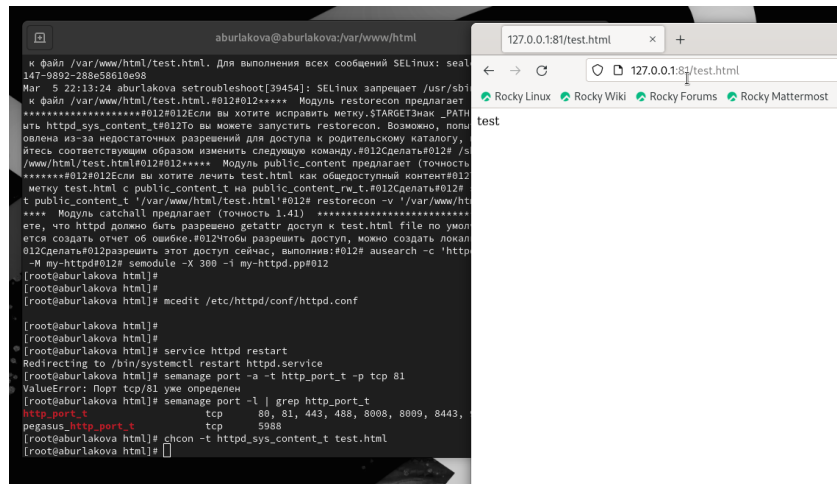 aburlakova@aburlakova:/var/www/html
к файл /var/www/html/test.html. Для выполнения всех сообщений SELinux: seal
147-9892-288e58610e98
Mar  5 22:13:24 aburlakova setroubleshoot[39454]: SELinux запрещает /usr/sbi
к файл /var/www/html/test.html.#012#012*****  Модуль restorecon предлагает
*********************#012#012Если вы хотите исправить метку.$TARGETЗнак _PATH
ыть httpd_sys_content_t#012То вы можете запустить restorecon. Возможно, попы
овлена из-за недостаточных разрешений для доступа к родительскому каталогу,
йтесь соответствующим образом изменить следующую команду.#012Сделать#012# /s
/www/html/test.html#012#012*****  Модуль public_content предлагает (точность
*******#012#012Если вы хотите лечить test.html как общедоступный контент#012
метку test.html с public_content_t на public_content_rw_t.#012Сделать#012#
t public_content_t '/var/www/html/test.html'#012# restorecon -v '/var/www/ht
****  Модуль catchall предлагает (точность 1.41)  **************************
ете, что httpd должно быть разрешено getattr доступ к test.html file по умол
ется создать отчет об ошибке.#012Чтобы разрешить доступ, можно создать локал
012Сделать#012разрешить этот доступ сейчас, выполнив:#012# ausearch -c 'http
-M my-httpd#012# semodule -X 300 -i my-httpd.pp#012
[root@aburlakova html]#
[root@aburlakova html]#
[root@aburlakova html]# mcedit /etc/httpd/conf/httpd.conf
[root@aburlakova html]#
[root@aburlakova html]#
[root@aburlakova html]# service httpd restart
Redirecting to /bin/systemctl restart httpd.service
[root@aburlakova html]# semanage port -a -t http_port_t -p tcp 81
ValueError: Порт tcp/81 уже определен
[root@aburlakova html]# semanage port -l | grep http_port_t
http_port_t                    tcp      80, 81, 443, 488, 8008, 8009, 8443,
pegasus_http_port_t            tcp      5988
[root@aburlakova html]# chcon -t httpd_sys_content_t test.html
[root@aburlakova html]#
127.0.0.1:81/test.html
127.0.0.1:81/test.html
Rocky Linux Rocky Wiki Rocky Forums Rocky Mattermost
test